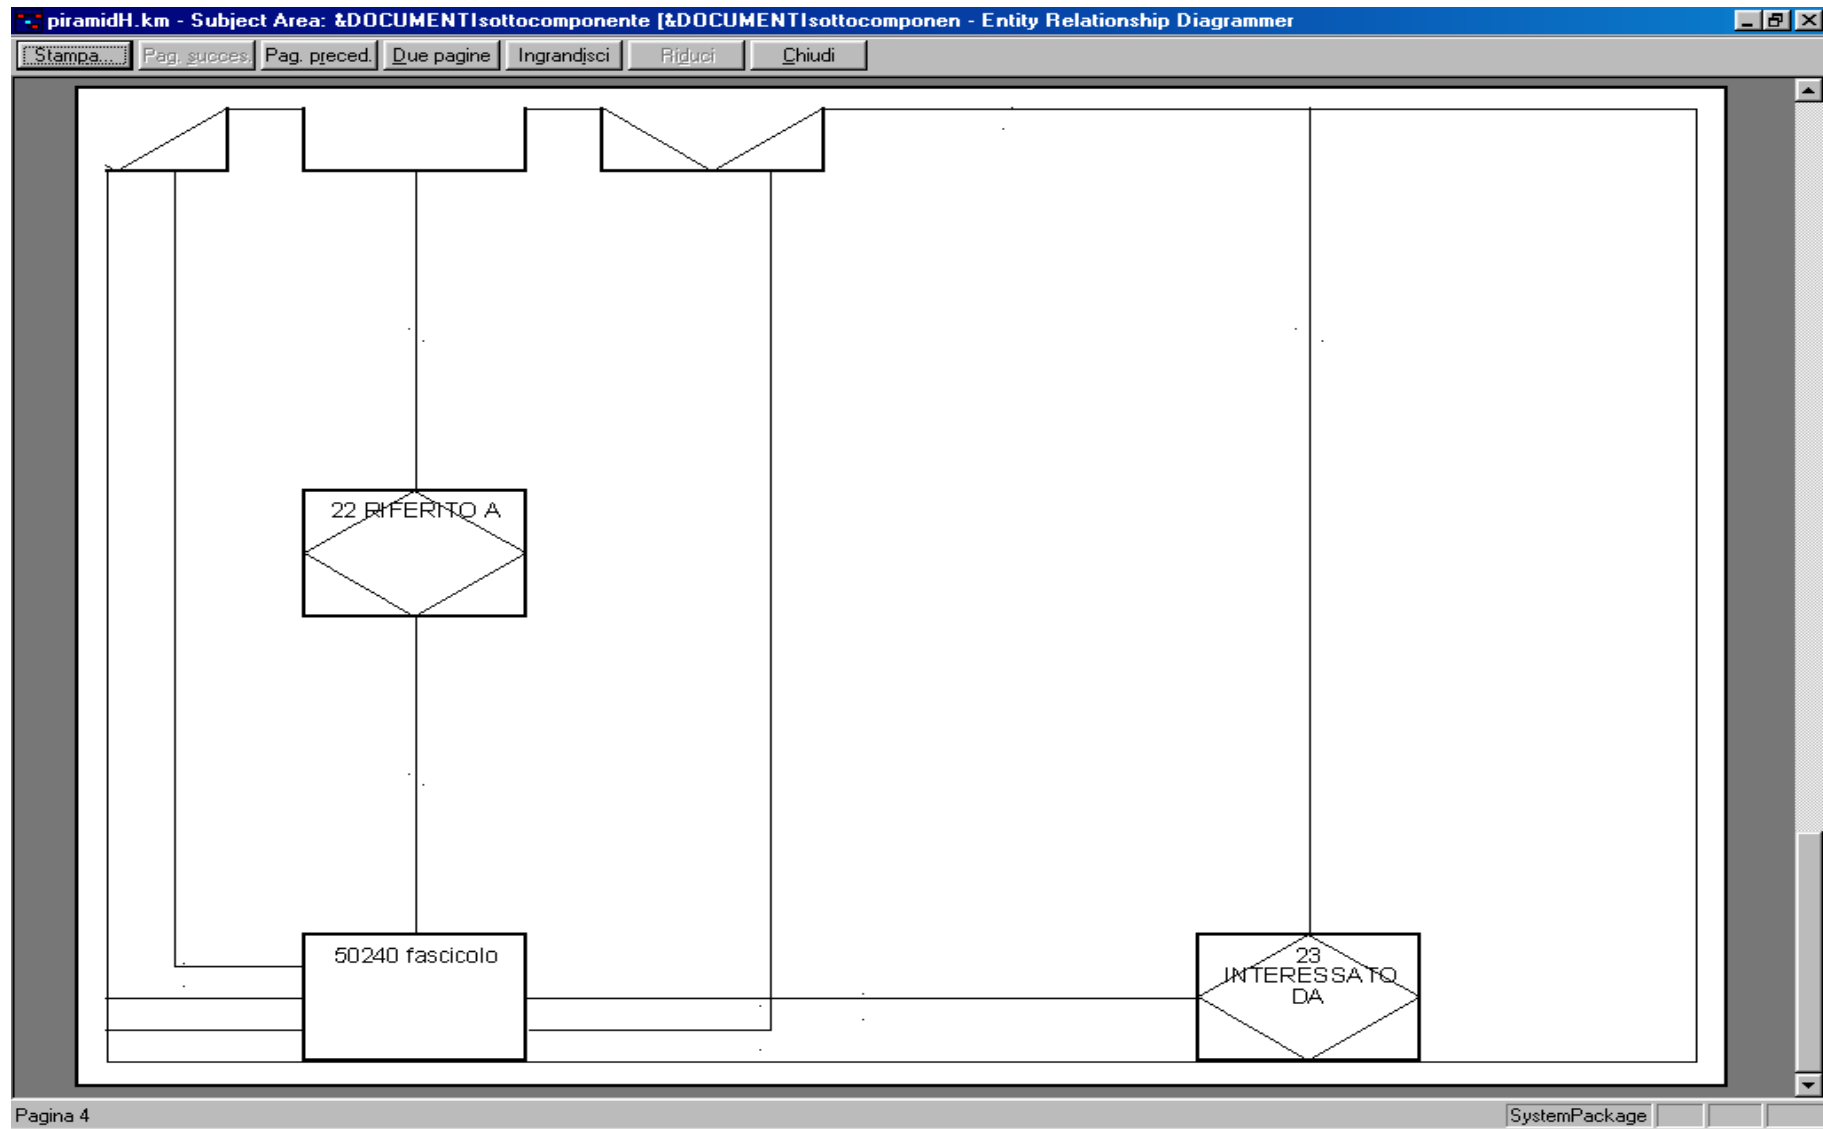 piramidH.km - Subject Area: &DOCUMENTIsottocomponente [&DOCUMENTIsottocomponen - Entity Relationship Diagrammer
Stampa... Pag. succes. Pag. preced. Due pagine Ingrandisci Riduci Chiudi
22 RIFERITO A
50240 fascicolo
23
INTERESSATO
DA
Pagina 4
SystemPackage